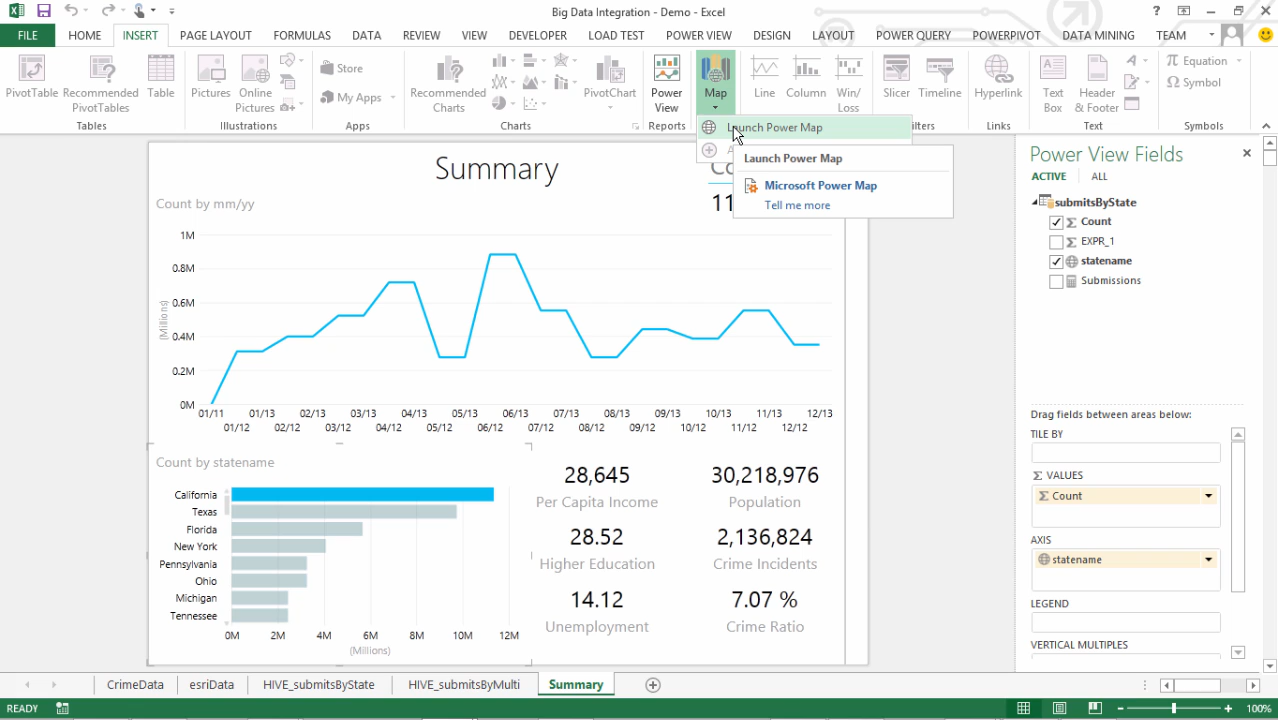 Big Data Integration - Demo - Excel
FILE HOME INSERT PAGE LAYOUT FORMULAS DATA REVIEW VIEW DEVELOPER LOAD TEST POWER VIEW DESIGN LAYOUT POWER QUERY POWERPIVOT DATA MINING TEAM
PivotTable Recommended PivotTables Table
Tables
Pictures Online Pictures
Illustrations
Store
My Apps
Apps
Recommended Charts
PivotChart
Charts
Power View
Reports
Map
Line Column Win/ Loss
Slicer Timeline
Hyperlink
Links
Text Box Header & Footer
Text
Equation
Symbol
Symbols
Launch Power Map
Launch Power Map
Microsoft Power Map
Tell me more
Summary
Count by mm/yy
1M
0.8M
0.6M
0.4M
0.2M
0M
(Millions)
01/11 01/13 02/13 03/13 04/13 05/13 06/13 07/13 08/13 09/13 10/13 11/13 12/13
01/12 02/12 03/12 04/12 05/12 06/12 07/12 08/12 09/12 10/12 11/12 12/12
Count by statename
California
Texas
Florida
New York
Pennsylvania
Ohio
Michigan
Tennessee
0M 2M 4M 6M 8M 10M 12M
(Millions)
28,645
Per Capita Income
30,218,976
Population
28.52
Higher Education
2,136,824
Crime Incidents
14.12
Unemployment
7.07 %
Crime Ratio
Power View Fields
ACTIVE ALL
submitsByState
Count
EXPR_1
statename
Submissions
Drag fields between areas below:
TILE BY
Σ VALUES
Count
AXIS
statename
LEGEND
VERTICAL MULTIPLES
CrimeData esriData HIVE_submitsByState HIVE_submitsByMulti Summary
READY
100%